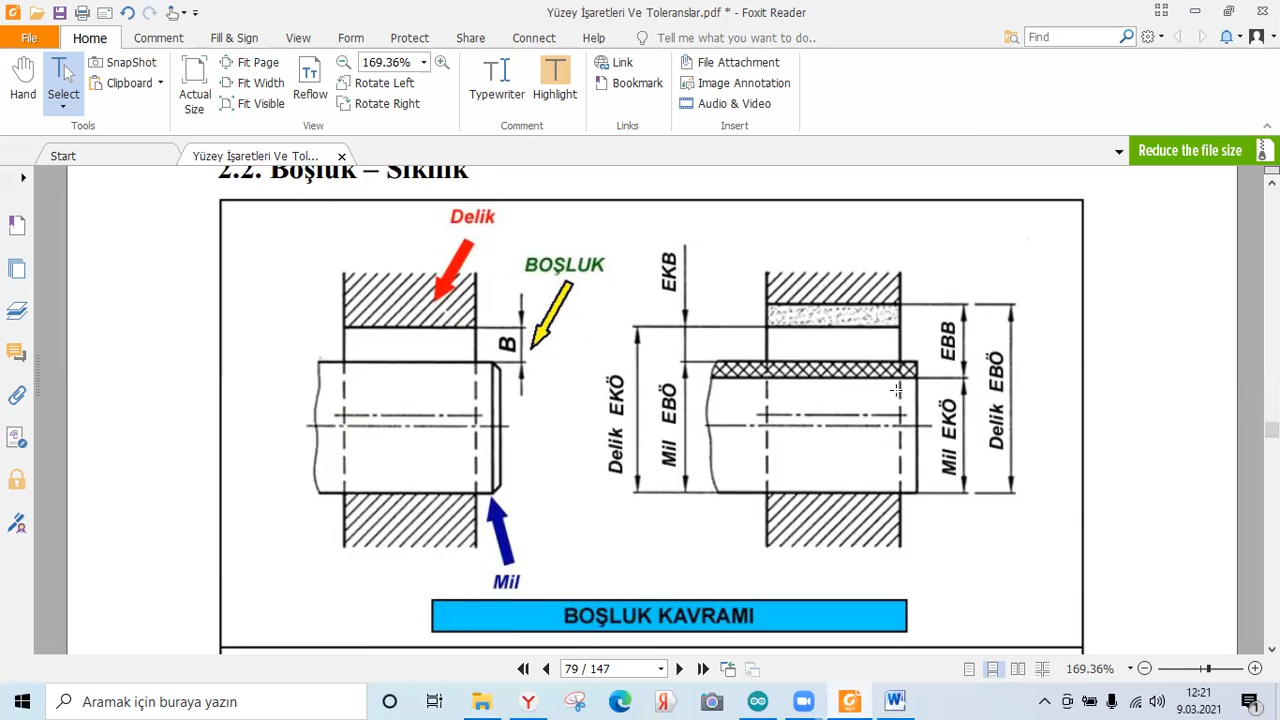 Yüzey İşaretleri Ve Toleranslar.pdf * - Foxit Reader
File Home Comment Fill & Sign View Form Protect Share Connect Help Tell me what you want to do... Find
Hand
Select
SnapShot
Clipboard
Tools
Actual Size
Fit Page
Fit Width
Fit Visible
Reflow
169.36%
Rotate Left
Rotate Right
View
Typewriter
Highlight
Comment
Link
Bookmark
Links
File Attachment
Image Annotation
Audio & Video
Insert
Start
Yüzey İşaretleri Ve Tol...
Reduce the file size
2.2. Boşluk – Sıkılık
Delik
BOŞLUK
B
Mil
EKB
Delik EKÖ
Mil EBÖ
EBB
Mil EKÖ
Delik EBÖ
BOŞLUK KAVRAMI
79 / 147
169.36%
Aramak için buraya yazın
12:21
9.03.2021
1